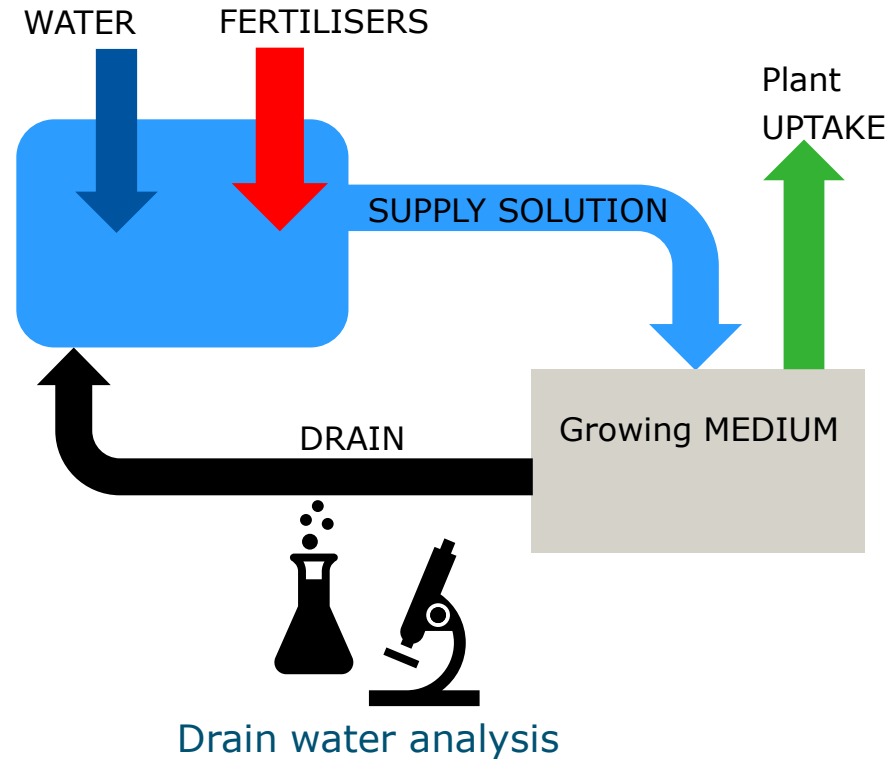 WATER
FERTILISERS
Plant
UPTAKE
SUPPLY SOLUTION
Growing MEDIUM
DRAIN
Drain water analysis